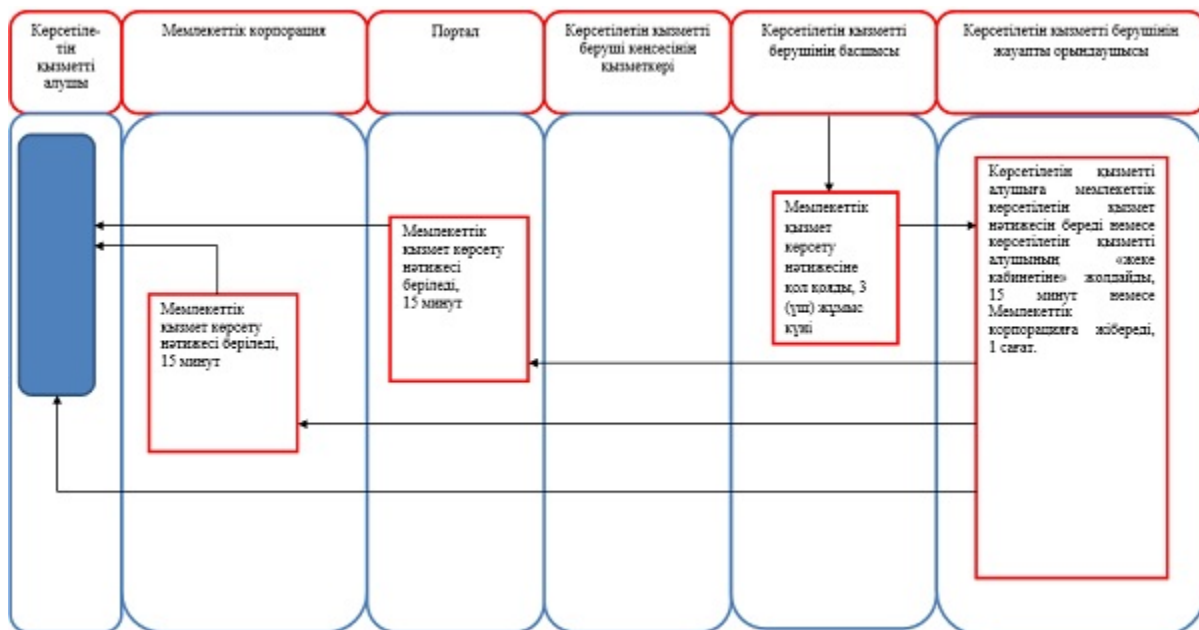 Көрсетіле-
тін
қызметті
алушы
Мемлекеттік корпорация
Портал
Көрсетілетін қызметті
беруші кеңсесінің
қызметкері
Көрсетілетін қызметті
берушінің басшысы
Көрсетілетін қызметті берушінің
жауапты орындаушысы
Мемлекеттік
қызмет көрсету
нәтижесі беріледі,
15 минут
Мемлекеттік
қызмет көрсету
нәтижесі
беріледі,
15 минут
Мемлекеттік
қызмет
көрсету
нәтижесіне
қол қояды, 3
(үш) жұмыс
күні
Көрсетілетін қызметті
алушыға мемлекеттік
көрсетілетін қызмет
нәтижесін береді немесе
көрсетілетін қызметті
алушының «жеке
кабинетіне» жолдайды,
15 минут немесе
Мемлекеттік
корпорацияға жібереді,
1 сағат.